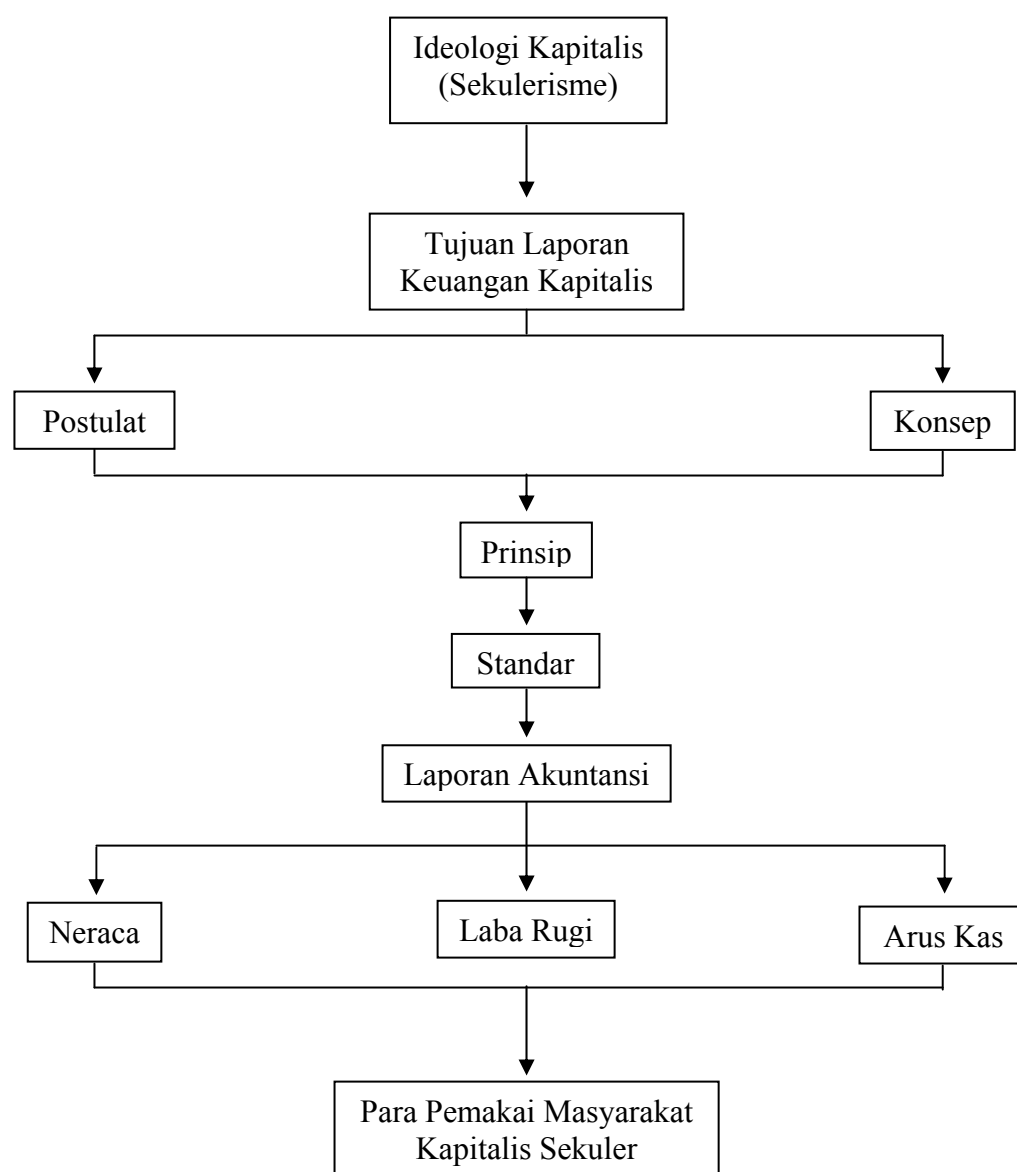 Ideologi Kapitalis
(Sekulerisme)
Tujuan Laporan
Keuangan Kapitalis
Postulat
Konsep
Prinsip
Standar
Laporan Akuntansi
Neraca
Laba Rugi
Arus Kas
Para Pemakai Masyarakat
Kapitalis Sekuler